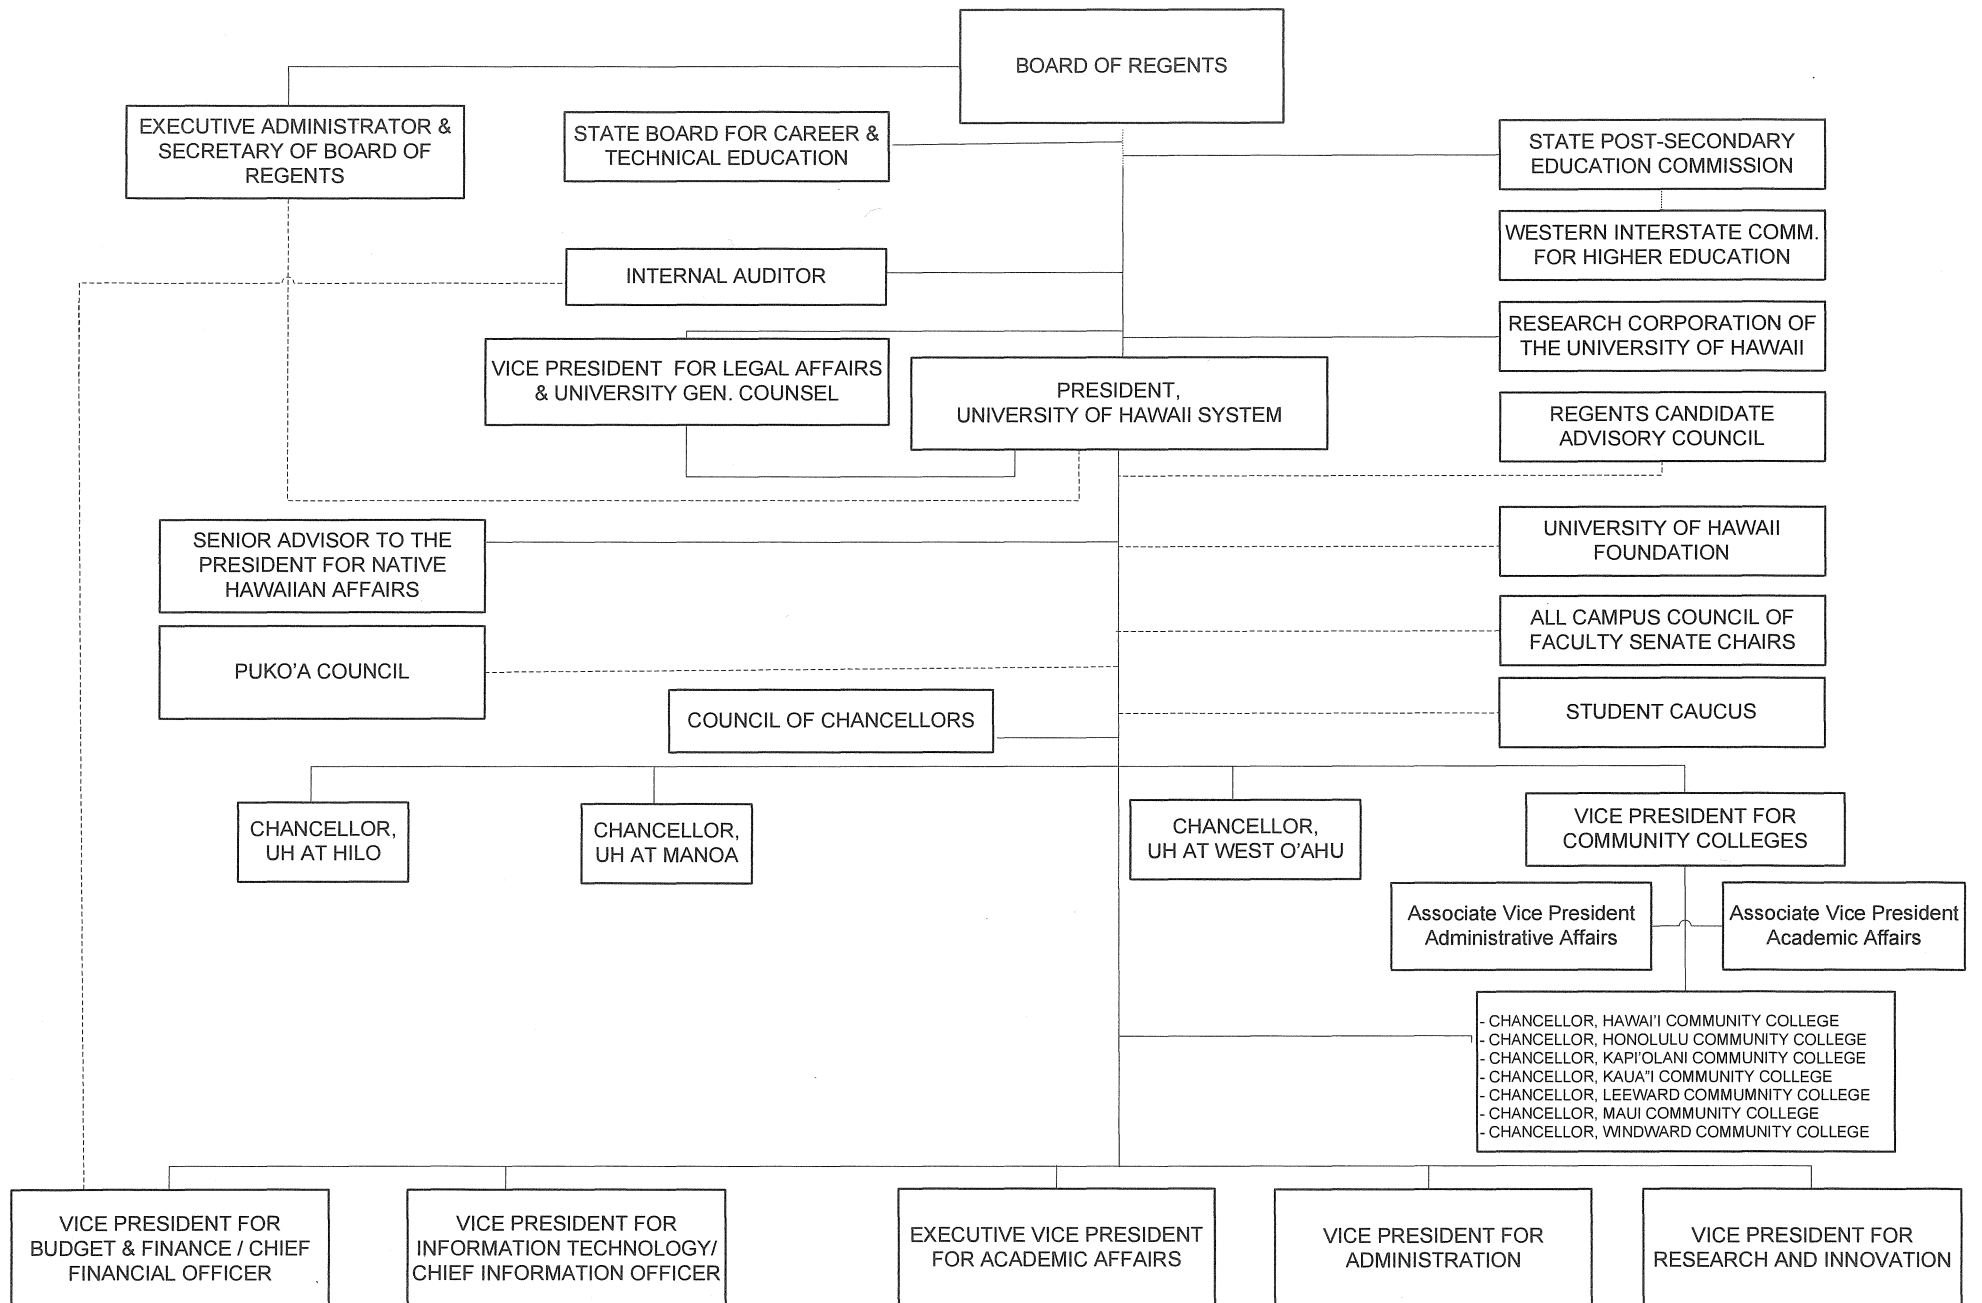 BOARD OF REGENTS
EXECUTIVE ADMINISTRATOR &
SECRETARY OF BOARD OF
REGENTS
STATE BOARD FOR CAREER &
TECHNICAL EDUCATION
STATE POST-SECONDARY
EDUCATION COMMISSION
WESTERN INTERSTATE COMM.
FOR HIGHER EDUCATION
INTERNAL AUDITOR
RESEARCH CORPORATION OF
THE UNIVERSITY OF HAWAII
VICE PRESIDENT FOR LEGAL AFFAIRS
& UNIVERSITY GEN. COUNSEL
PRESIDENT,
UNIVERSITY OF HAWAII SYSTEM
REGENTS CANDIDATE
ADVISORY COUNCIL
SENIOR ADVISOR TO THE
PRESIDENT FOR NATIVE
HAWAIIAN AFFAIRS
UNIVERSITY OF HAWAII
FOUNDATION
ALL CAMPUS COUNCIL OF
FACULTY SENATE CHAIRS
PUKO'A COUNCIL
COUNCIL OF CHANCELLORS
STUDENT CAUCUS
CHANCELLOR,
UH AT HILO
CHANCELLOR,
UH AT MANOA
CHANCELLOR,
UH AT WEST O'AHU
VICE PRESIDENT FOR
COMMUNITY COLLEGES
Associate Vice President
Administrative Affairs
Associate Vice President
Academic Affairs
- CHANCELLOR, HAWAI'I COMMUNITY COLLEGE
- CHANCELLOR, HONOLULU COMMUNITY COLLEGE
- CHANCELLOR, KAPI'OLANI COMMUNITY COLLEGE
- CHANCELLOR, KAUA"I COMMUNITY COLLEGE
- CHANCELLOR, LEEWARD COMMUMNITY COLLEGE
- CHANCELLOR, MAUI COMMUNITY COLLEGE
- CHANCELLOR, WINDWARD COMMUNITY COLLEGE
VICE PRESIDENT FOR
BUDGET & FINANCE / CHIEF
FINANCIAL OFFICER
VICE PRESIDENT FOR
INFORMATION TECHNOLOGY/
CHIEF INFORMATION OFFICER
EXECUTIVE VICE PRESIDENT
FOR ACADEMIC AFFAIRS
VICE PRESIDENT FOR
ADMINISTRATION
VICE PRESIDENT FOR
RESEARCH AND INNOVATION